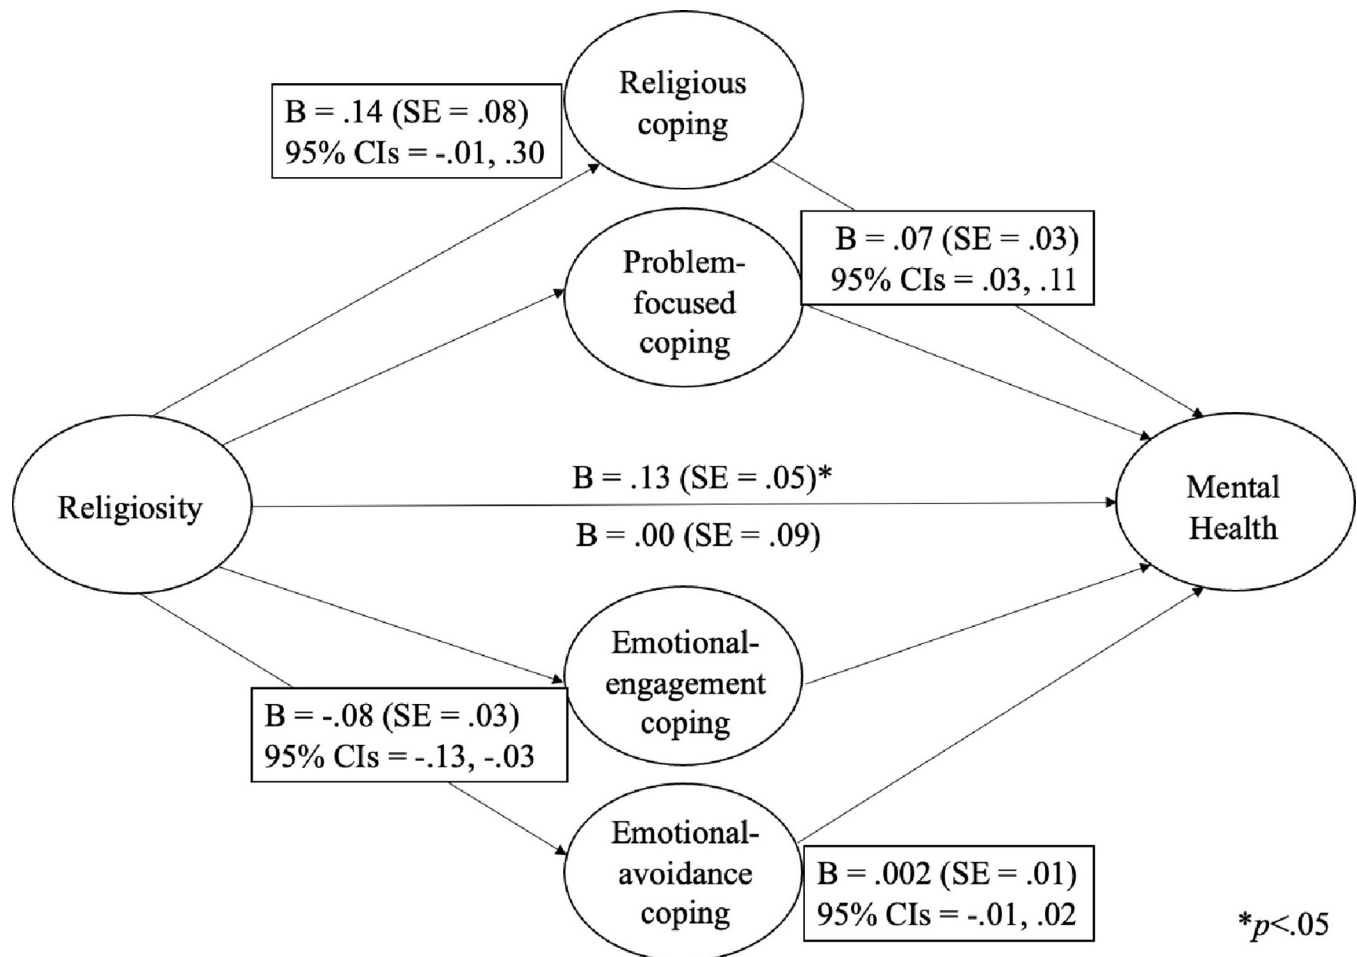 Religious
coping
B = .14 (SE = .08)
95% CIs = -.01, .30
Problem-
focused
coping
B = .07 (SE = .03)
95% CIs = .03, .11
Religiosity
B = .13 (SE = .05)*
B = .00 (SE = .09)
Mental
Health
Emotional-
engagement
coping
B = -.08 (SE = .03)
95% CIs = -.13, -.03
Emotional-
avoidance
coping
B = .002 (SE = .01)
95% CIs = -.01, .02
*p<.05